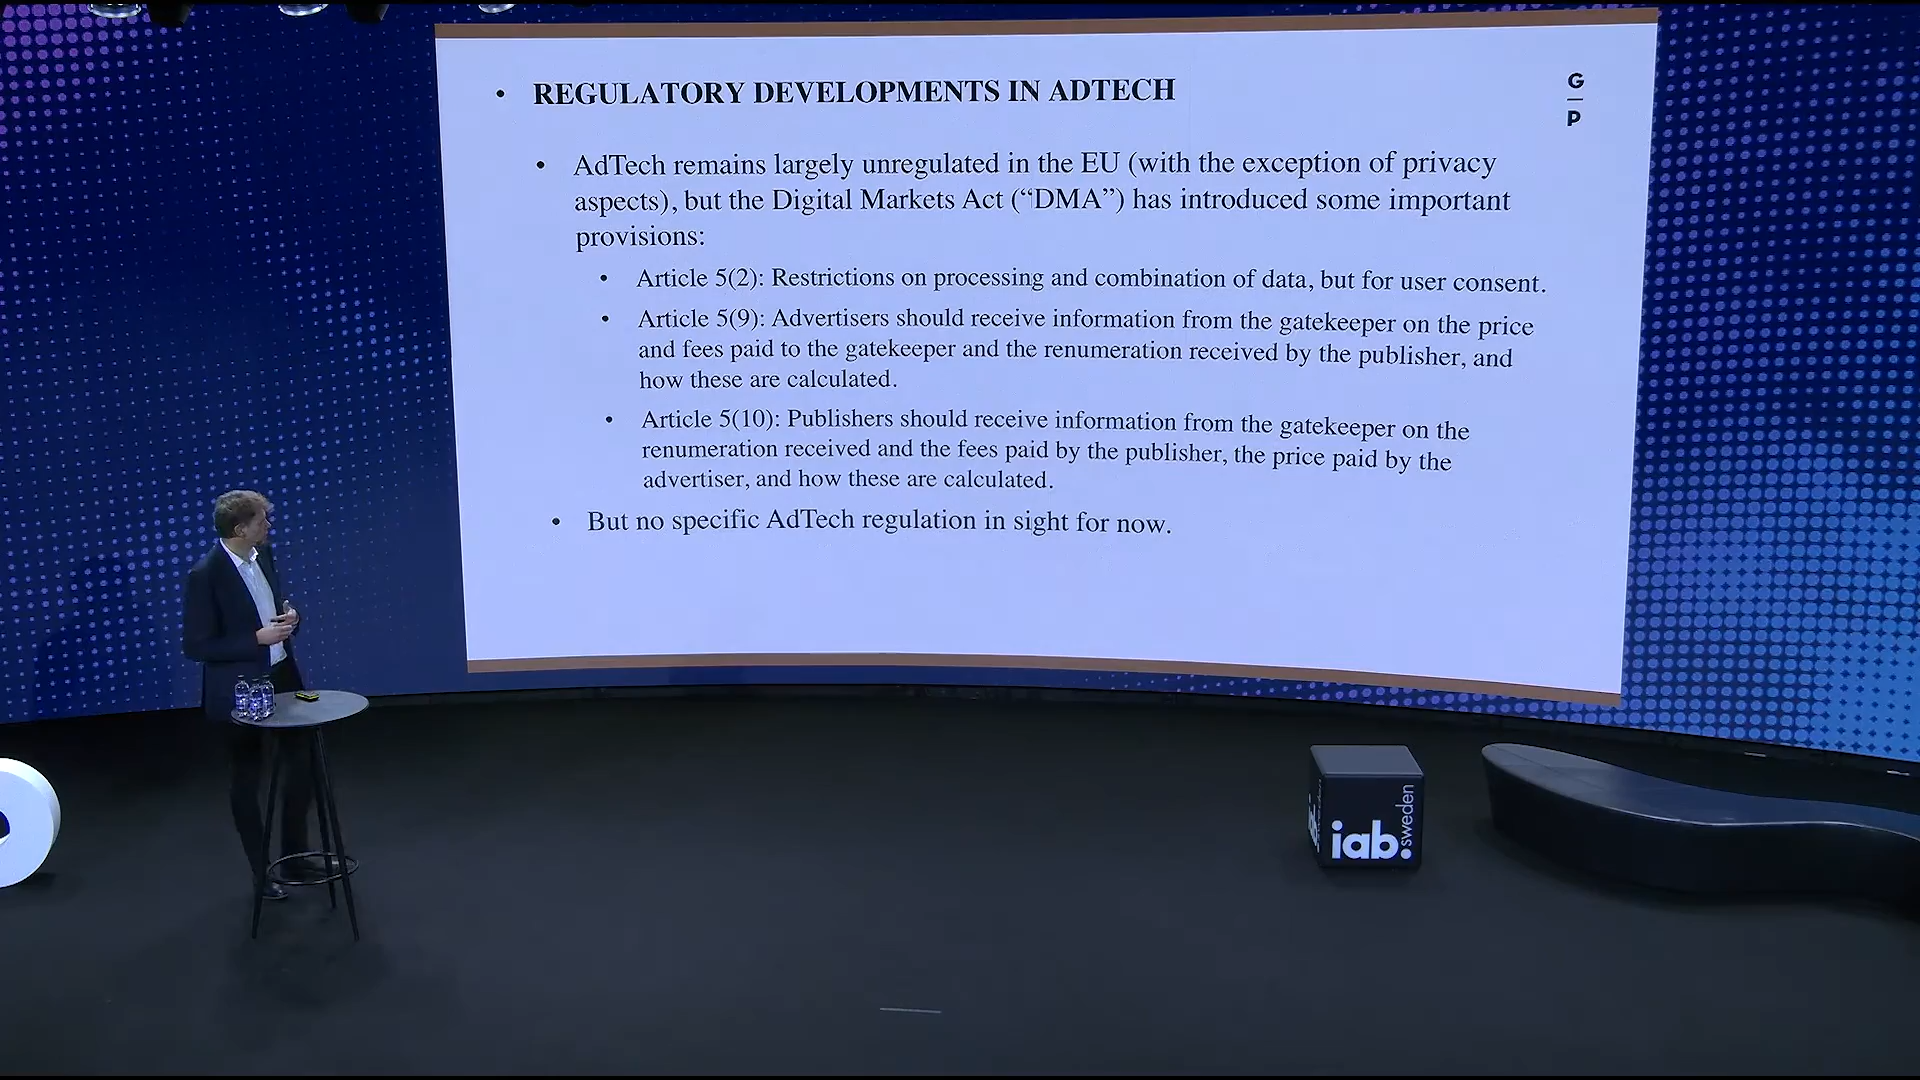 REGULATORY DEVELOPMENTS IN ADTECH
G
P
AdTech remains largely unregulated in the EU (with the exception of privacy
aspects), but the Digital Markets Act (“DMA”) has introduced some important
provisions:
Article 5(2): Restrictions on processing and combination of data, but for user consent.
Article 5(9): Advertisers should receive information from the gatekeeper on the price
and fees paid to the gatekeeper and the renumeration received by the publisher, and
how these are calculated.
Article 5(10): Publishers should receive information from the gatekeeper on the
renumeration received and the fees paid by the publisher, the price paid by the
advertiser, and how these are calculated.
But no specific AdTech regulation in sight for now.
iab.
sweden